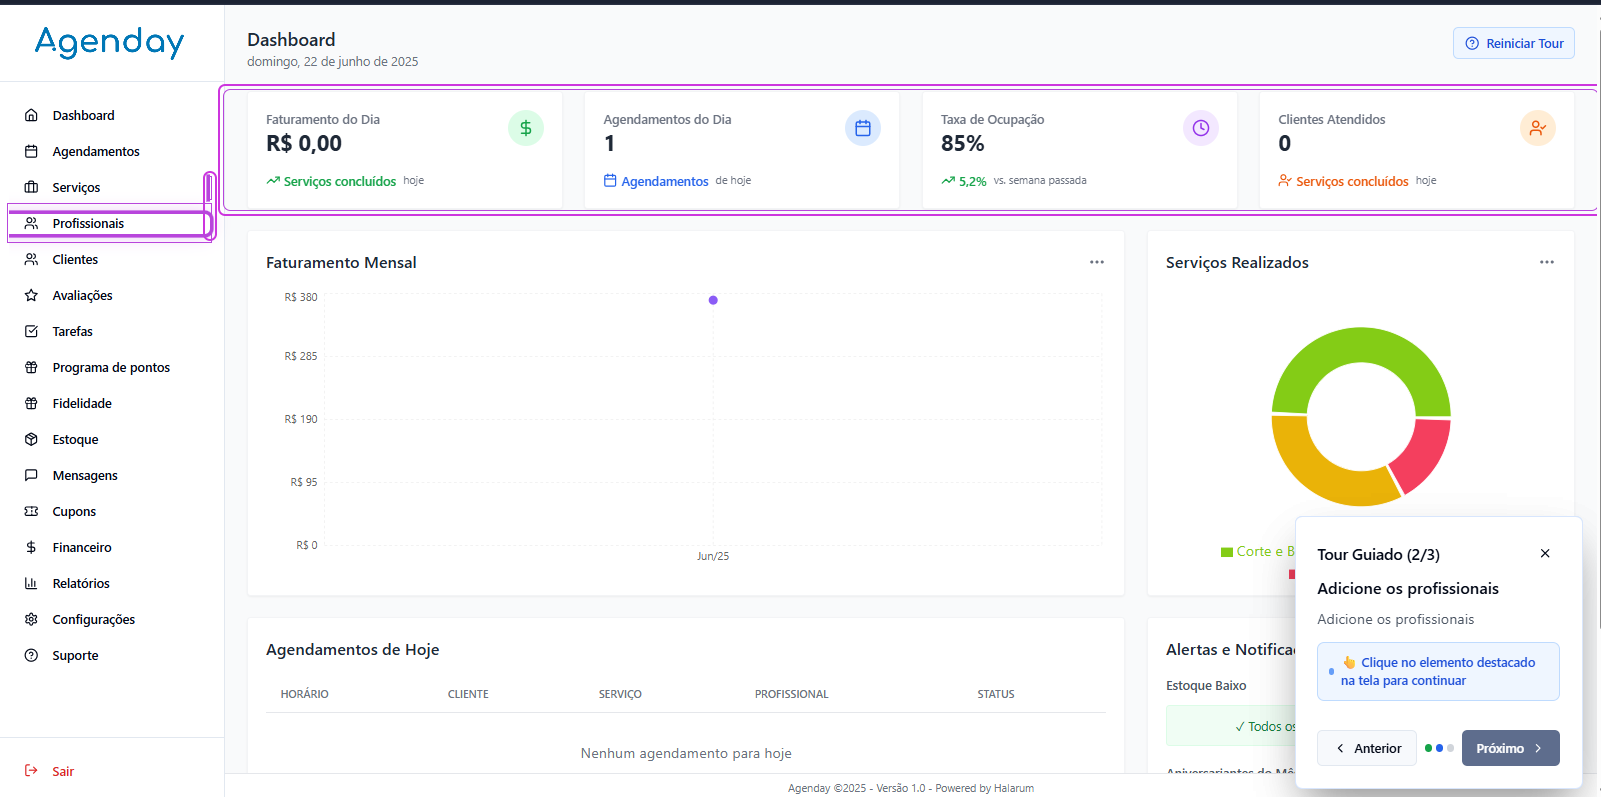 Agenday
Dashboard
Agendamentos
Serviços
Profissionais
Clientes
Avaliações
Tarefas
Programa de pontos
Fidelidade
Estoque
Mensagens
Cupons
Financeiro
Relatórios
Configurações
Suporte
Sair
Dashboard
domingo, 22 de junho de 2025
Reiniciar Tour
Faturamento do Dia
R$ 0,00
Serviços concluídos hoje
Agendamentos do Dia
1
Agendamentos de hoje
Taxa de Ocupação
85%
5,2% vs. semana passada
Clientes Atendidos
0
Serviços concluídos hoje
Faturamento Mensal
R$ 380
R$ 285
R$ 190
R$ 95
R$ 0
Jun/25
Serviços Realizados
Corte e B
Agendamentos de Hoje
HORÁRIO CLIENTE SERVIÇO PROFISSIONAL STATUS
Nenhum agendamento para hoje
Alertas e Notifica
Estoque Baixo
✓ Todos os
Aniversariantes do Mê
Tour Guiado (2/3)
Adicione os profissionais
Adicione os profissionais
👆 Clique no elemento destacado
na tela para continuar
Anterior
Próximo
Agenday ©2025 - Versão 1.0 - Powered by Halarum